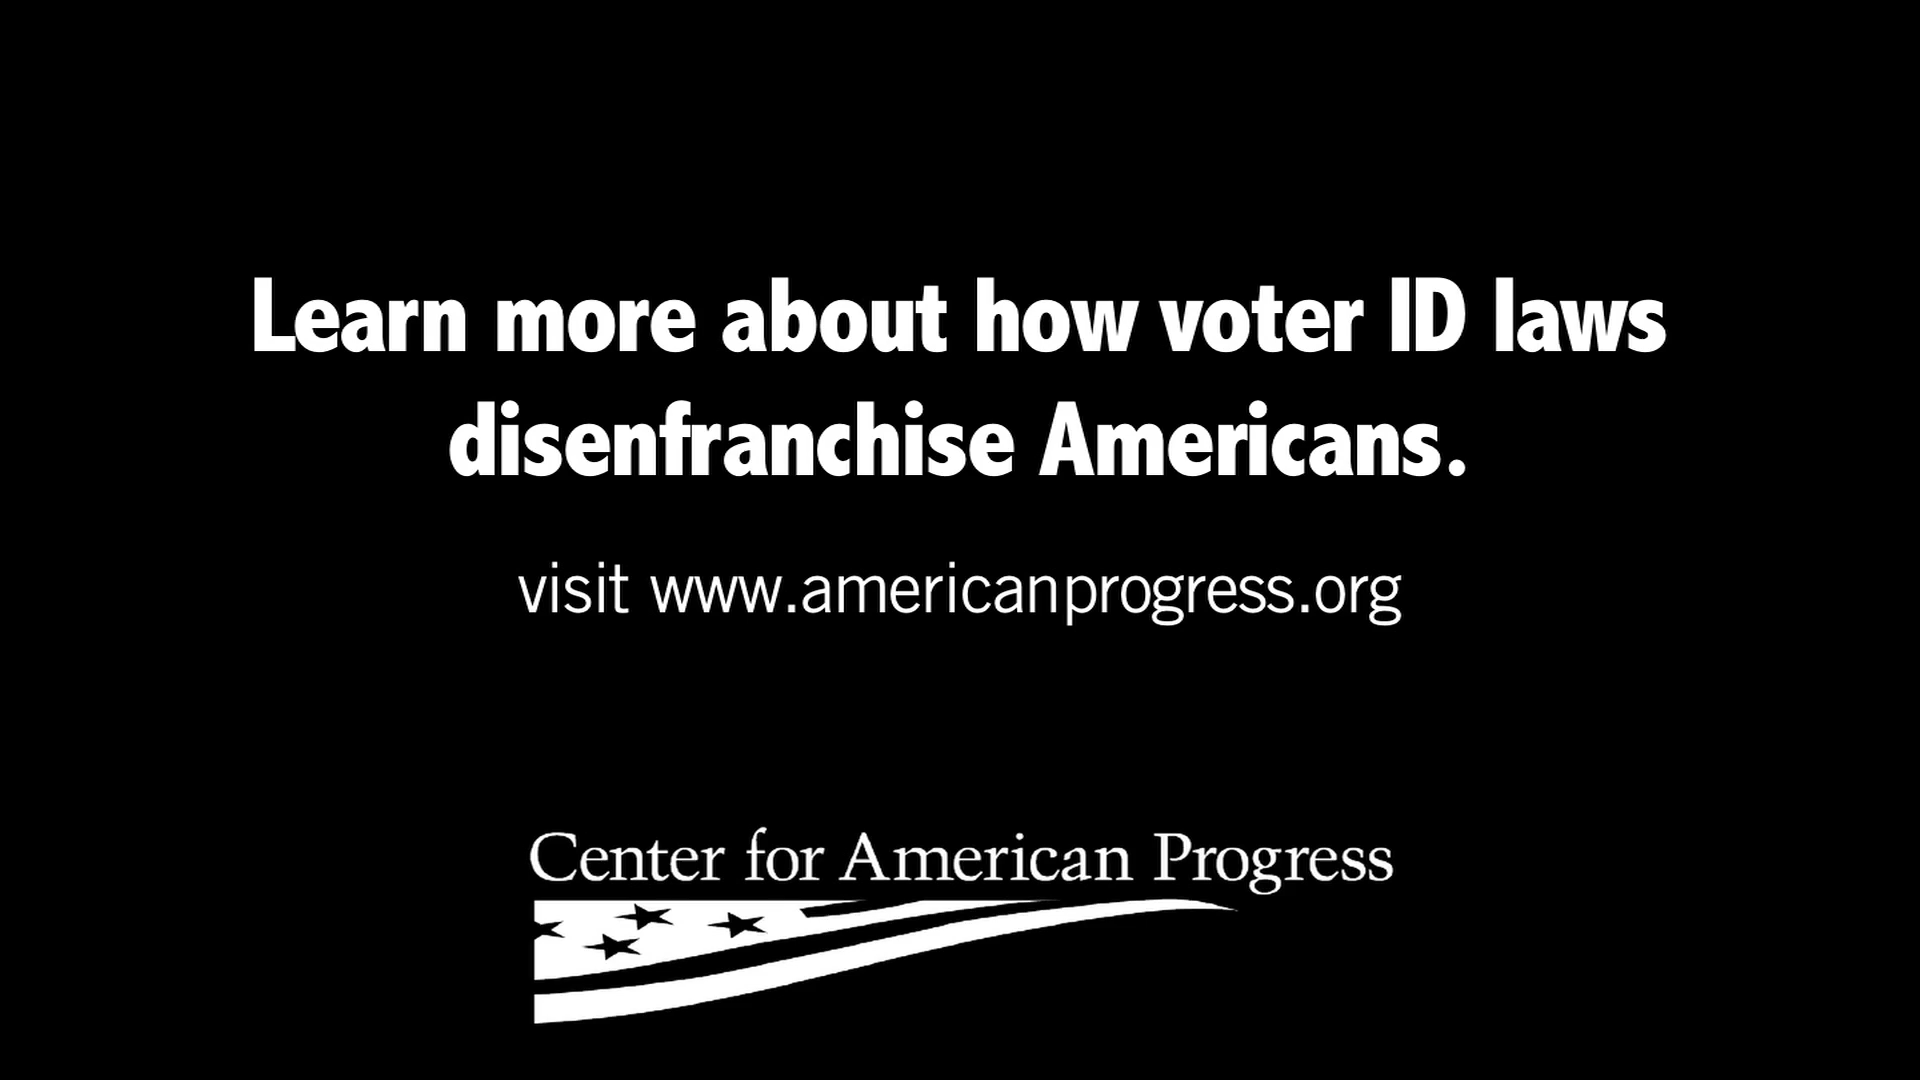 Learn more about how voter ID laws
disenfranchise Americans.
visit www.americanprogress.org
Center for American Progress